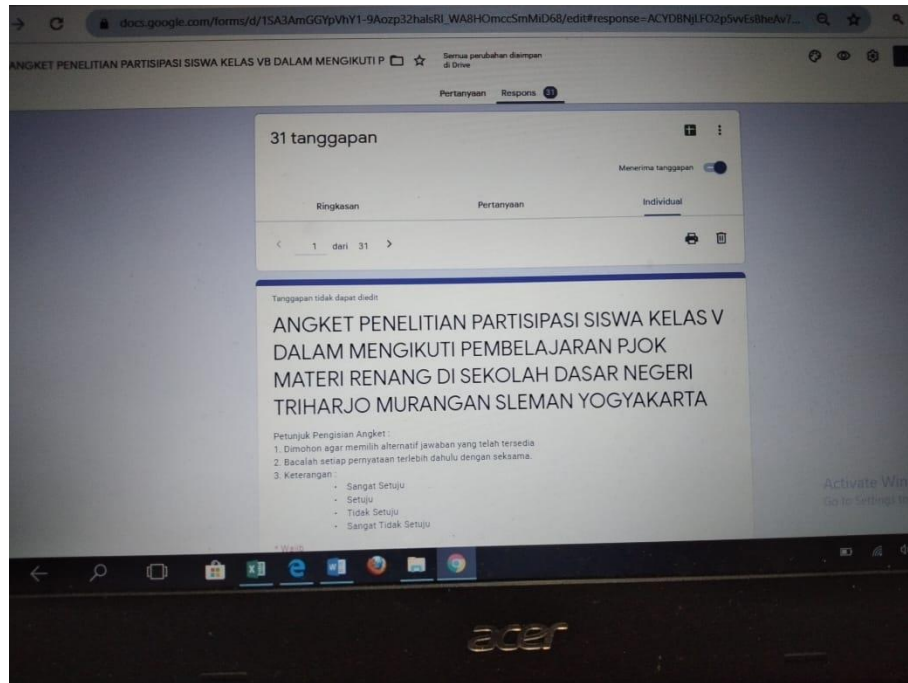 docs.google.com/forms/d/1SA3AmGGYpVhY1-9Aozp32halsRI_WA8HOmccSmMiD68/edit#response=ACYDBNjLFO2p5vvEsBheAv7...
ANGKET PENELITIAN PARTISIPASI SISWA KELAS VB DALAM MENGIKUTI P
Semua perubahan disimpan
di Drive
Pertanyaan Respons 31
31 tanggapan
Menerima tanggapan
Ringkasan Pertanyaan Individual
1 dari 31
Tanggapan tidak dapat diedit
ANGKET PENELITIAN PARTISIPASI SISWA KELAS V
DALAM MENGIKUTI PEMBELAJARAN PJOK
MATERI RENANG DI SEKOLAH DASAR NEGERI
TRIHARJO MURANGAN SLEMAN YOGYAKARTA
Petunjuk Pengisian Angket :
1. Dimohon agar memilih alternatif jawaban yang telah tersedia
2. Bacalah setiap pernyataan terlebih dahulu dengan seksama.
3. Keterangan :
- Sangat Setuju
- Setuju
- Tidak Setuju
- Sangat Tidak Setuju
* Wajib
Activate Win
Go to Settings to
acer